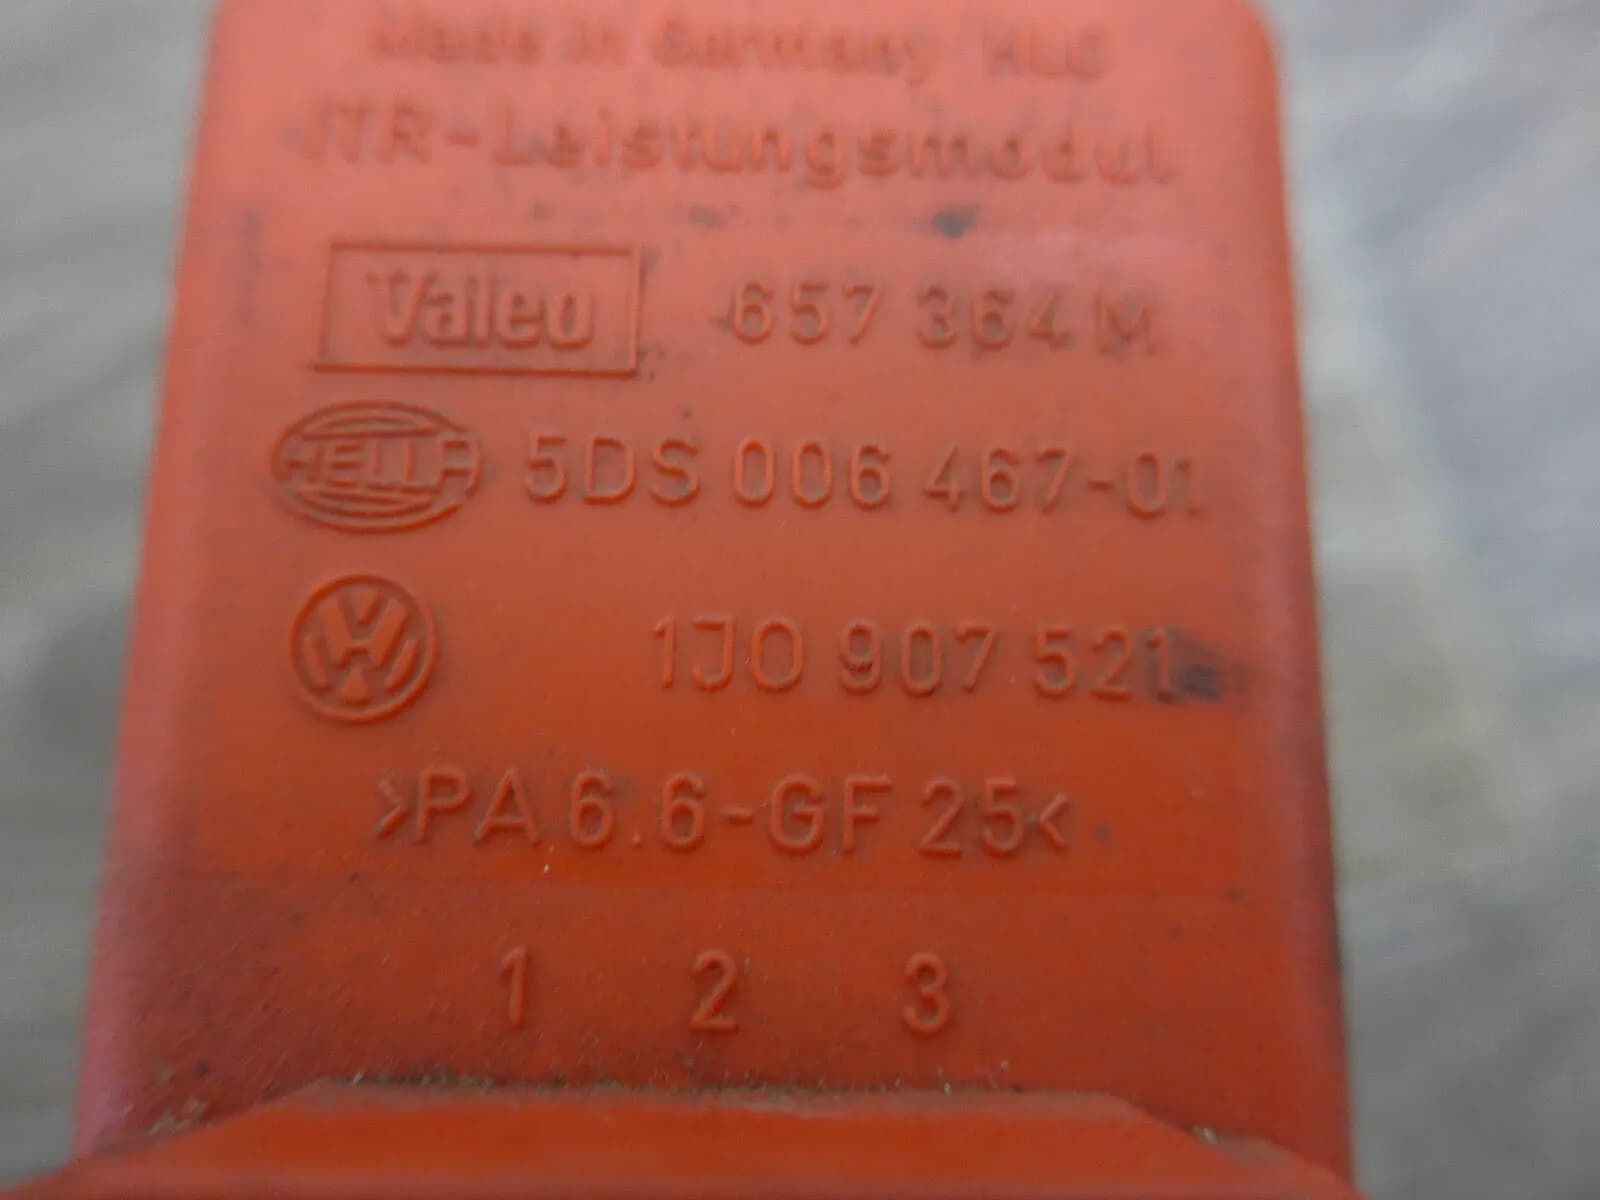 Made in Germany
ITR-Leistungsmodul
Valeo 657 364 M
HELLA 5DS 006 467-01
VW 1J0 907 521
>PA 6.6-GF 25<
1 2 3